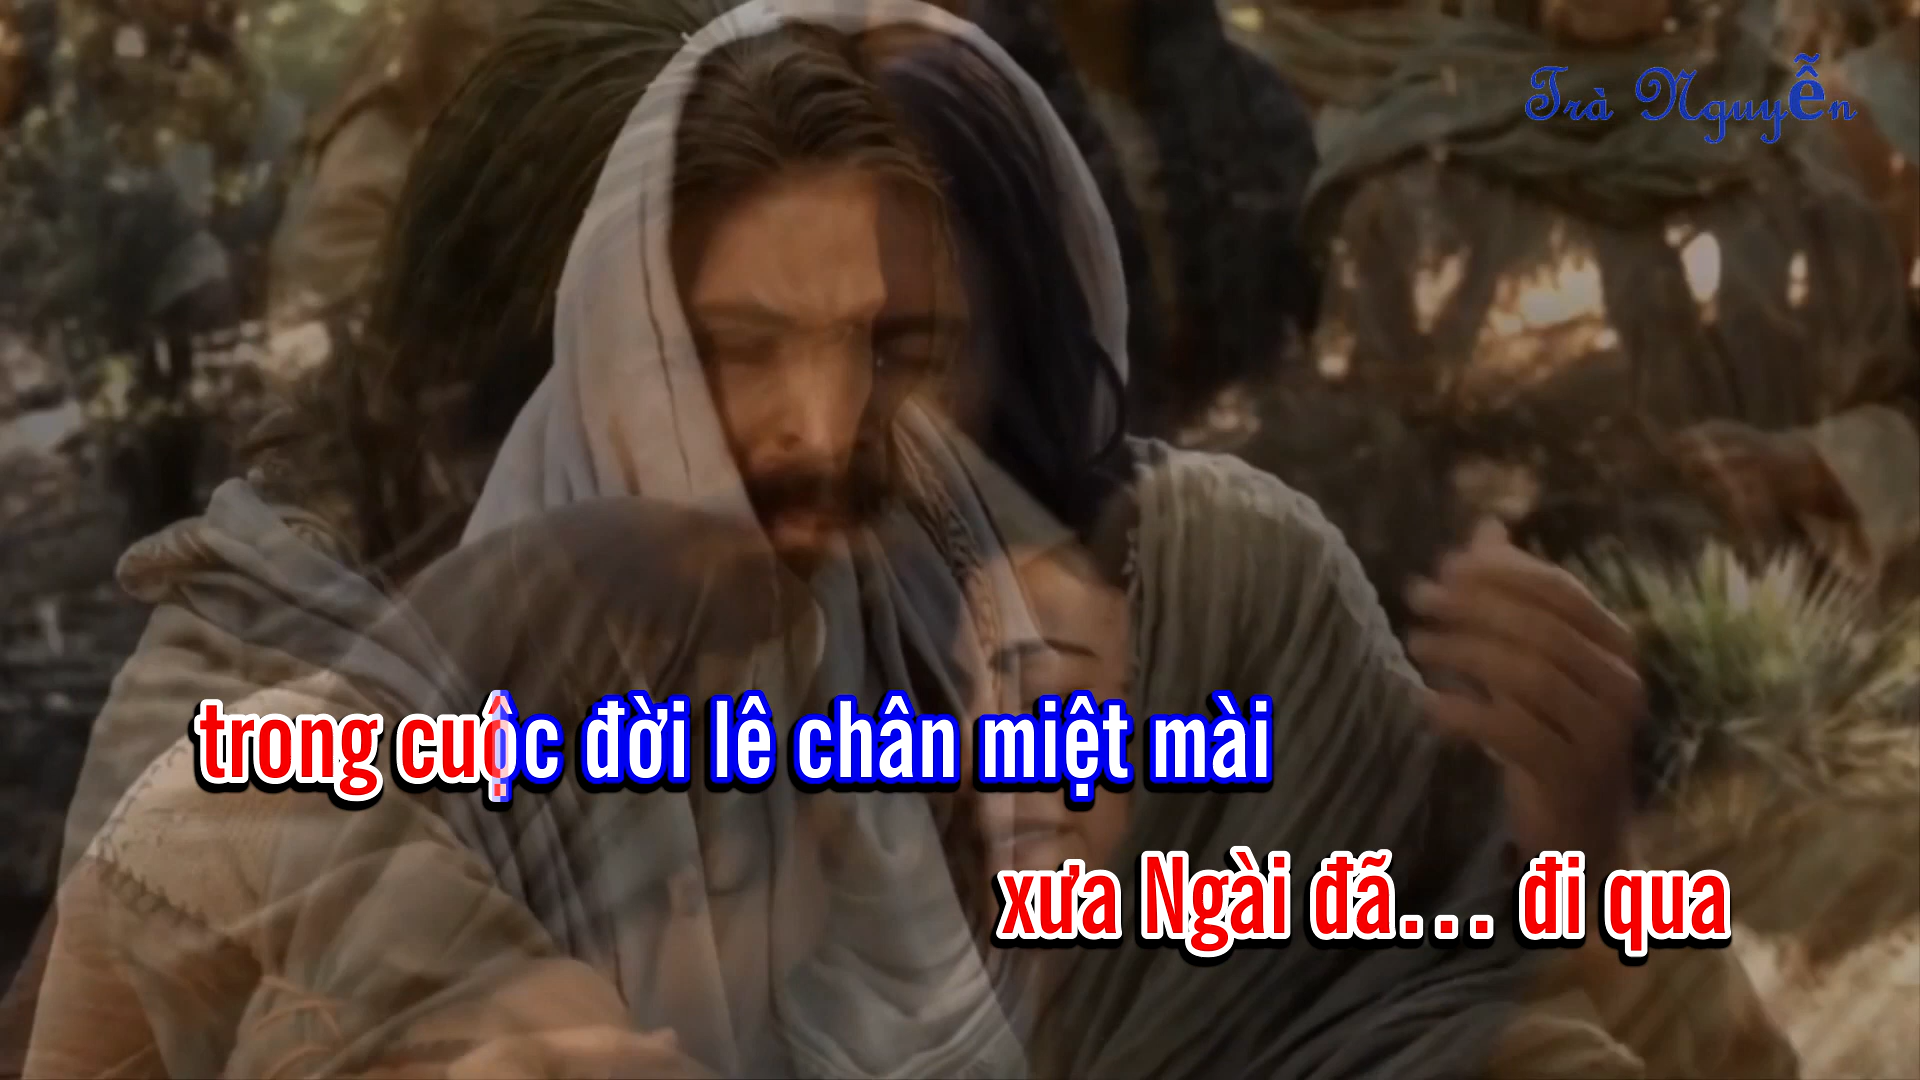 Trà Nguyễn
trong cuộc đời lê chân miệt mài
xưa Ngài đã... đi qua